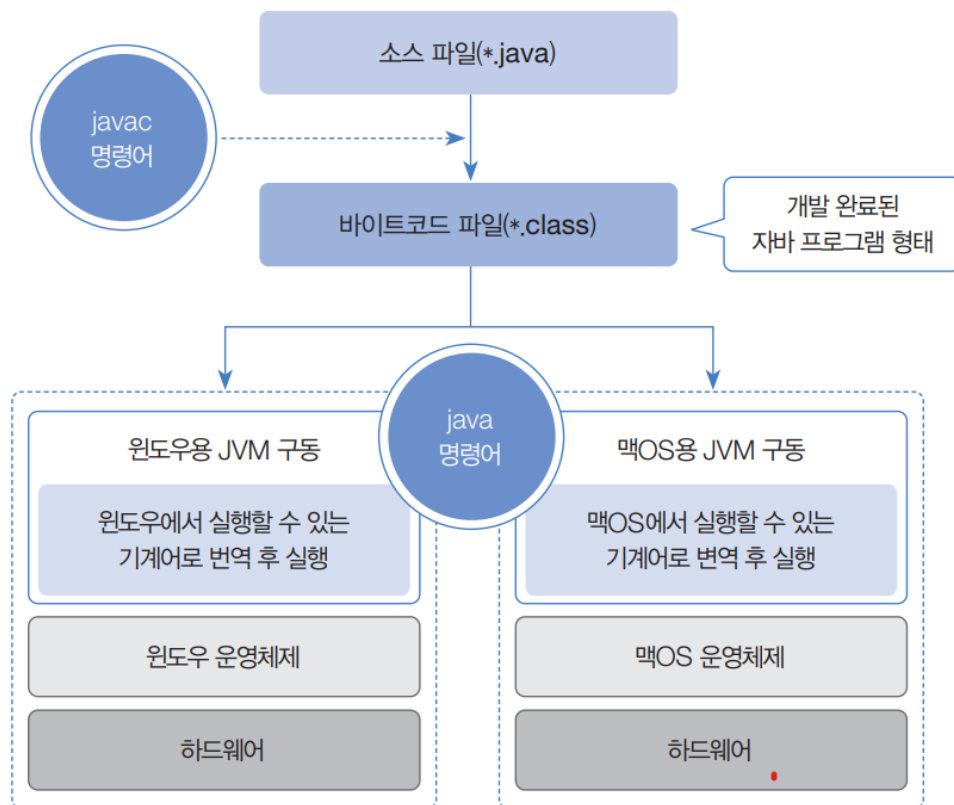 소스 파일(*.java)
javac
명령어
바이트코드 파일(*.class)
개발 완료된
자바 프로그램 형태
java
명령어
윈도우용 JVM 구동
윈도우에서 실행할 수 있는
기계어로 번역 후 실행
윈도우 운영체제
하드웨어
맥OS용 JVM 구동
맥OS에서 실행할 수 있는
기계어로 변역 후 실행
맥OS 운영체제
하드웨어